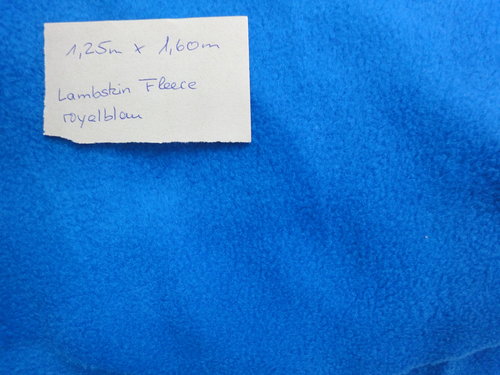 1,25m x 1,60m
Lambskin Fleece
royalblau